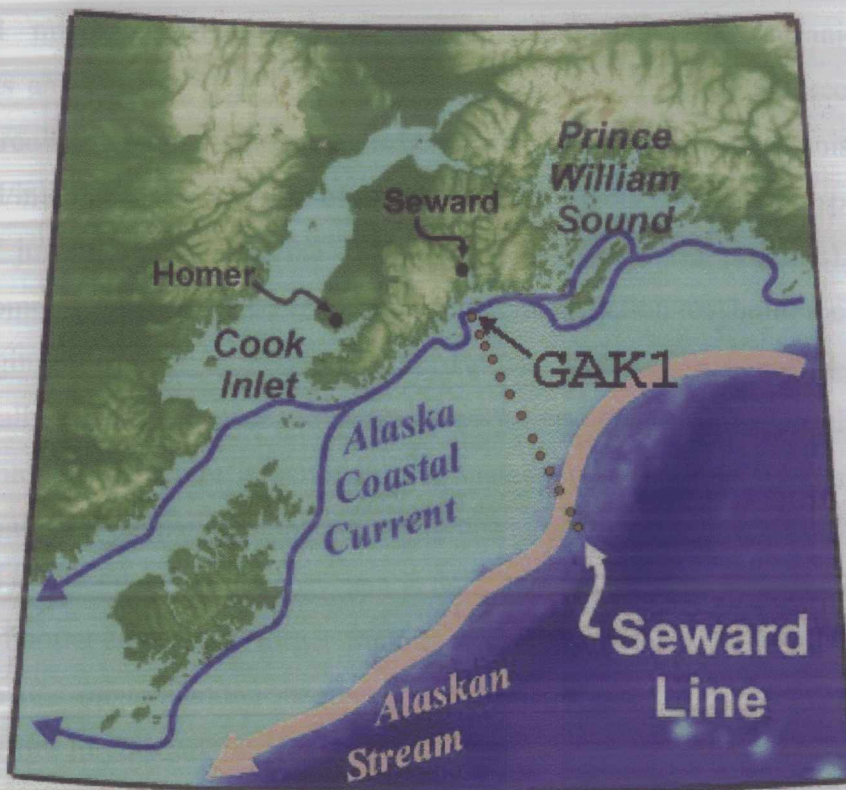 Prince
William
Sound
Seward
Homer
Cook
Inlet
GAK1
Alaska
Coastal
Current
Seward
Line
Alaskan
Stream